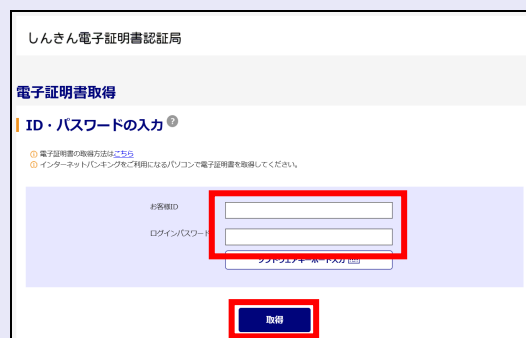 しんきん電子証明書認証局
電子証明書取得
ID・パスワードの入力
電子証明書の取得方法はこちら
インターネットバンキングをご利用になるパソコンで電子証明書を取得してください。
お客様ID
ログインパスワード
ソフトウェアキーボード入力
取得